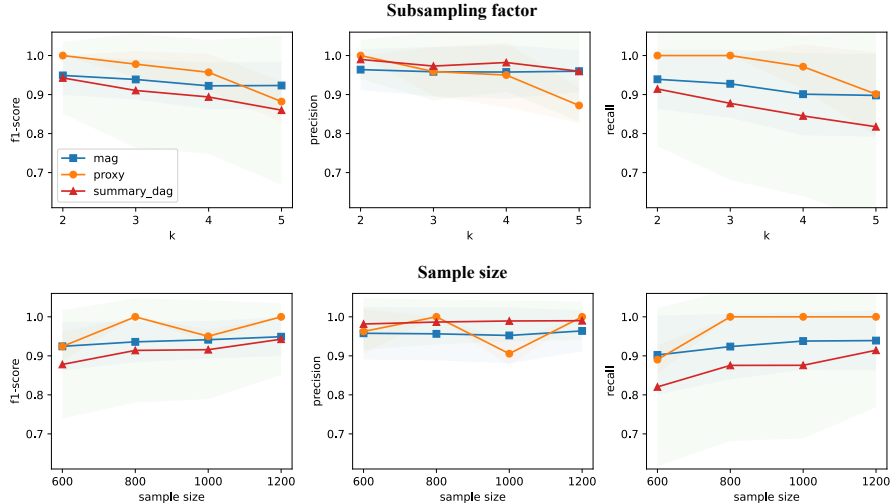 Subsampling factor
f1-score
1.0
0.9
0.8
0.7
mag
proxy
summary_dag
2 3 4 5
k
precision
1.0
0.9
0.8
0.7
2 3 4 5
k
recall
1.0
0.9
0.8
0.7
2 3 4 5
k
Sample size
f1-score
1.0
0.9
0.8
0.7
600 800 1000 1200
sample size
precision
1.0
0.9
0.8
0.7
600 800 1000 1200
sample size
recall
1.0
0.9
0.8
0.7
600 800 1000 1200
sample size